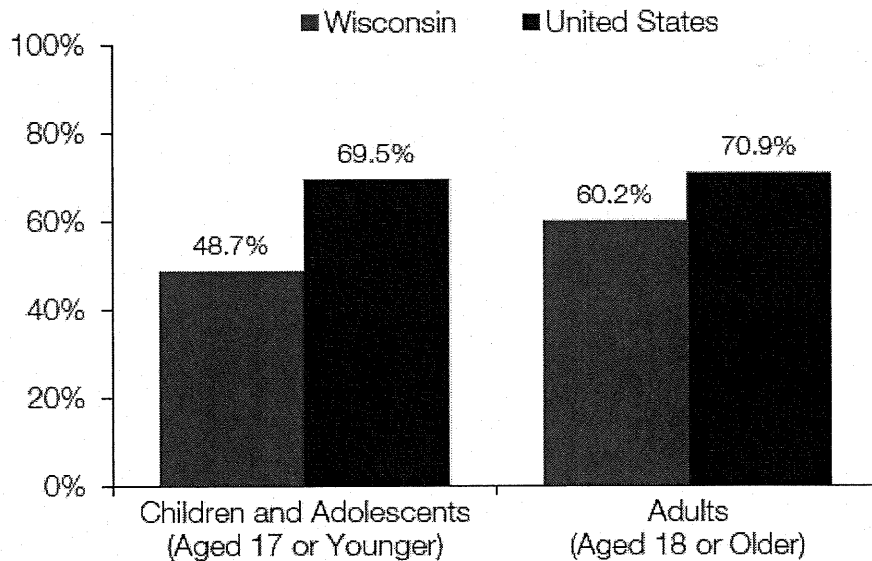 Wisconsin United States
100%
80%
60%
40%
20%
0%
48.7%
69.5%
60.2%
70.9%
Children and Adolescents
(Aged 17 or Younger)
Adults
(Aged 18 or Older)